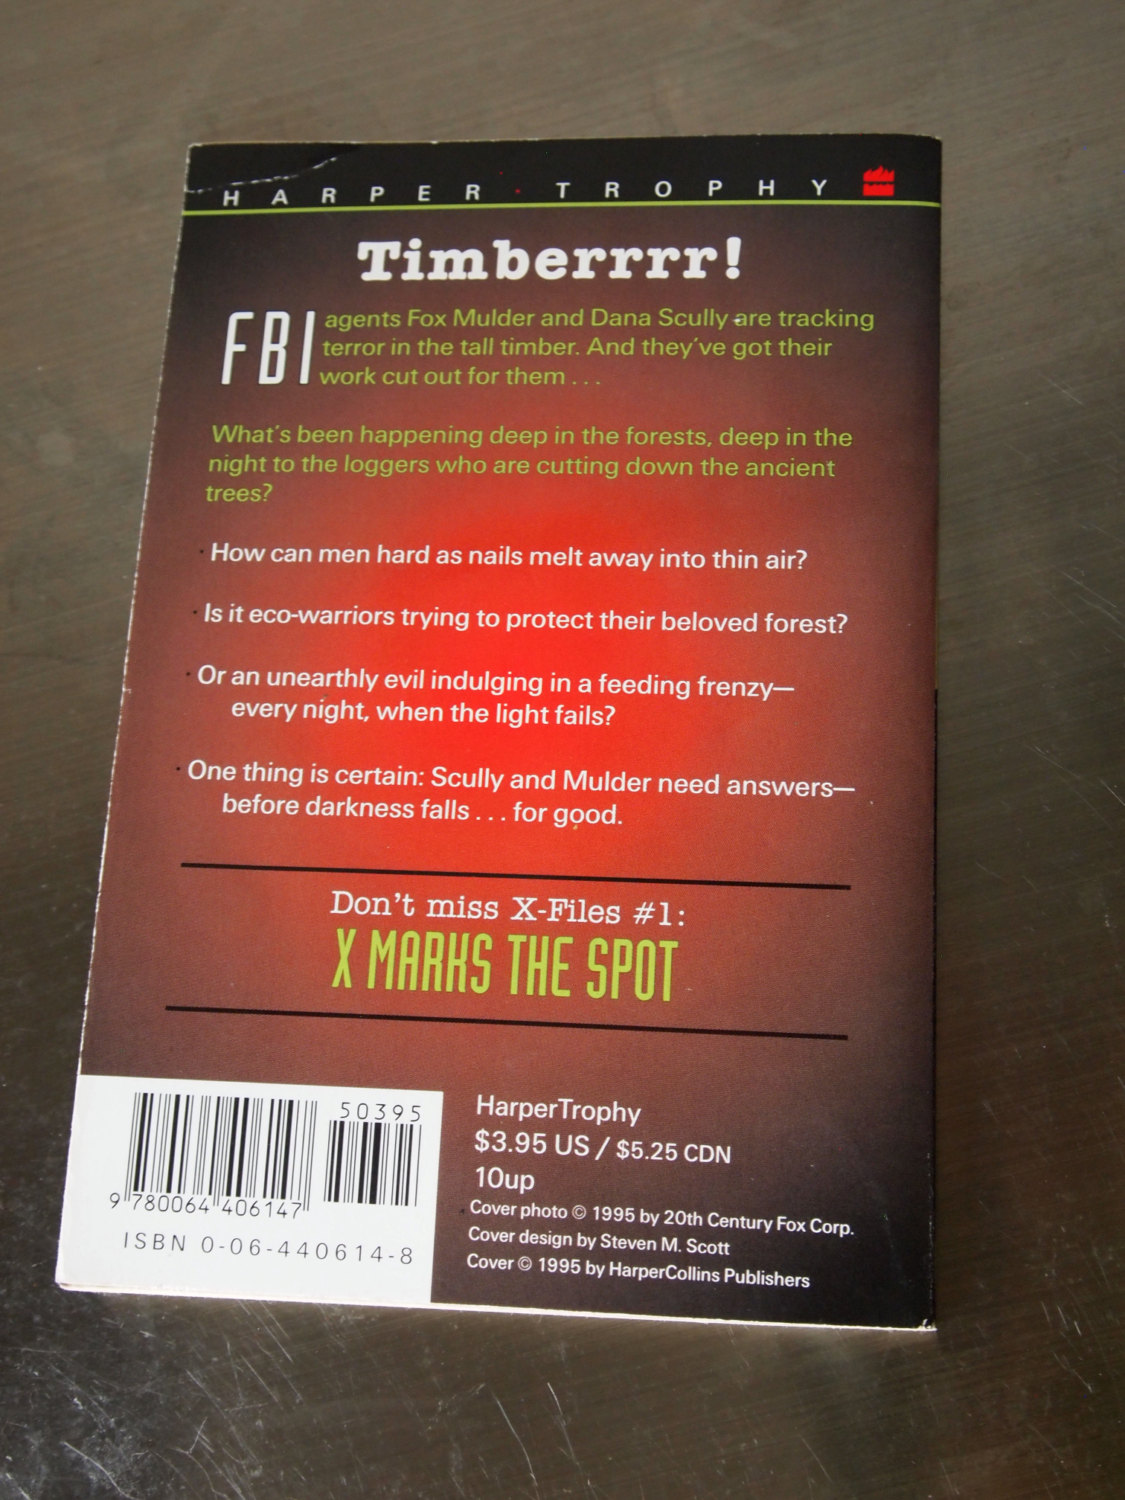 HARPER · TROPHY
Timberrrr!
FBI agents Fox Mulder and Dana Scully are tracking
terror in the tall timber. And they've got their
work cut out for them . . .
What's been happening deep in the forests, deep in the
night to the loggers who are cutting down the ancient
trees?
· How can men hard as nails melt away into thin air?
· Is it eco-warriors trying to protect their beloved forest?
· Or an unearthly evil indulging in a feeding frenzy—
every night, when the light fails?
· One thing is certain: Scully and Mulder need answers—
before darkness falls . . . for good.
Don't miss X-Files #1:
X MARKS THE SPOT
50395
9 780064 406147
ISBN 0-06-440614-8
HarperTrophy
$3.95 US / $5.25 CDN
10up
Cover photo © 1995 by 20th Century Fox Corp.
Cover design by Steven M. Scott
Cover © 1995 by HarperCollins Publishers